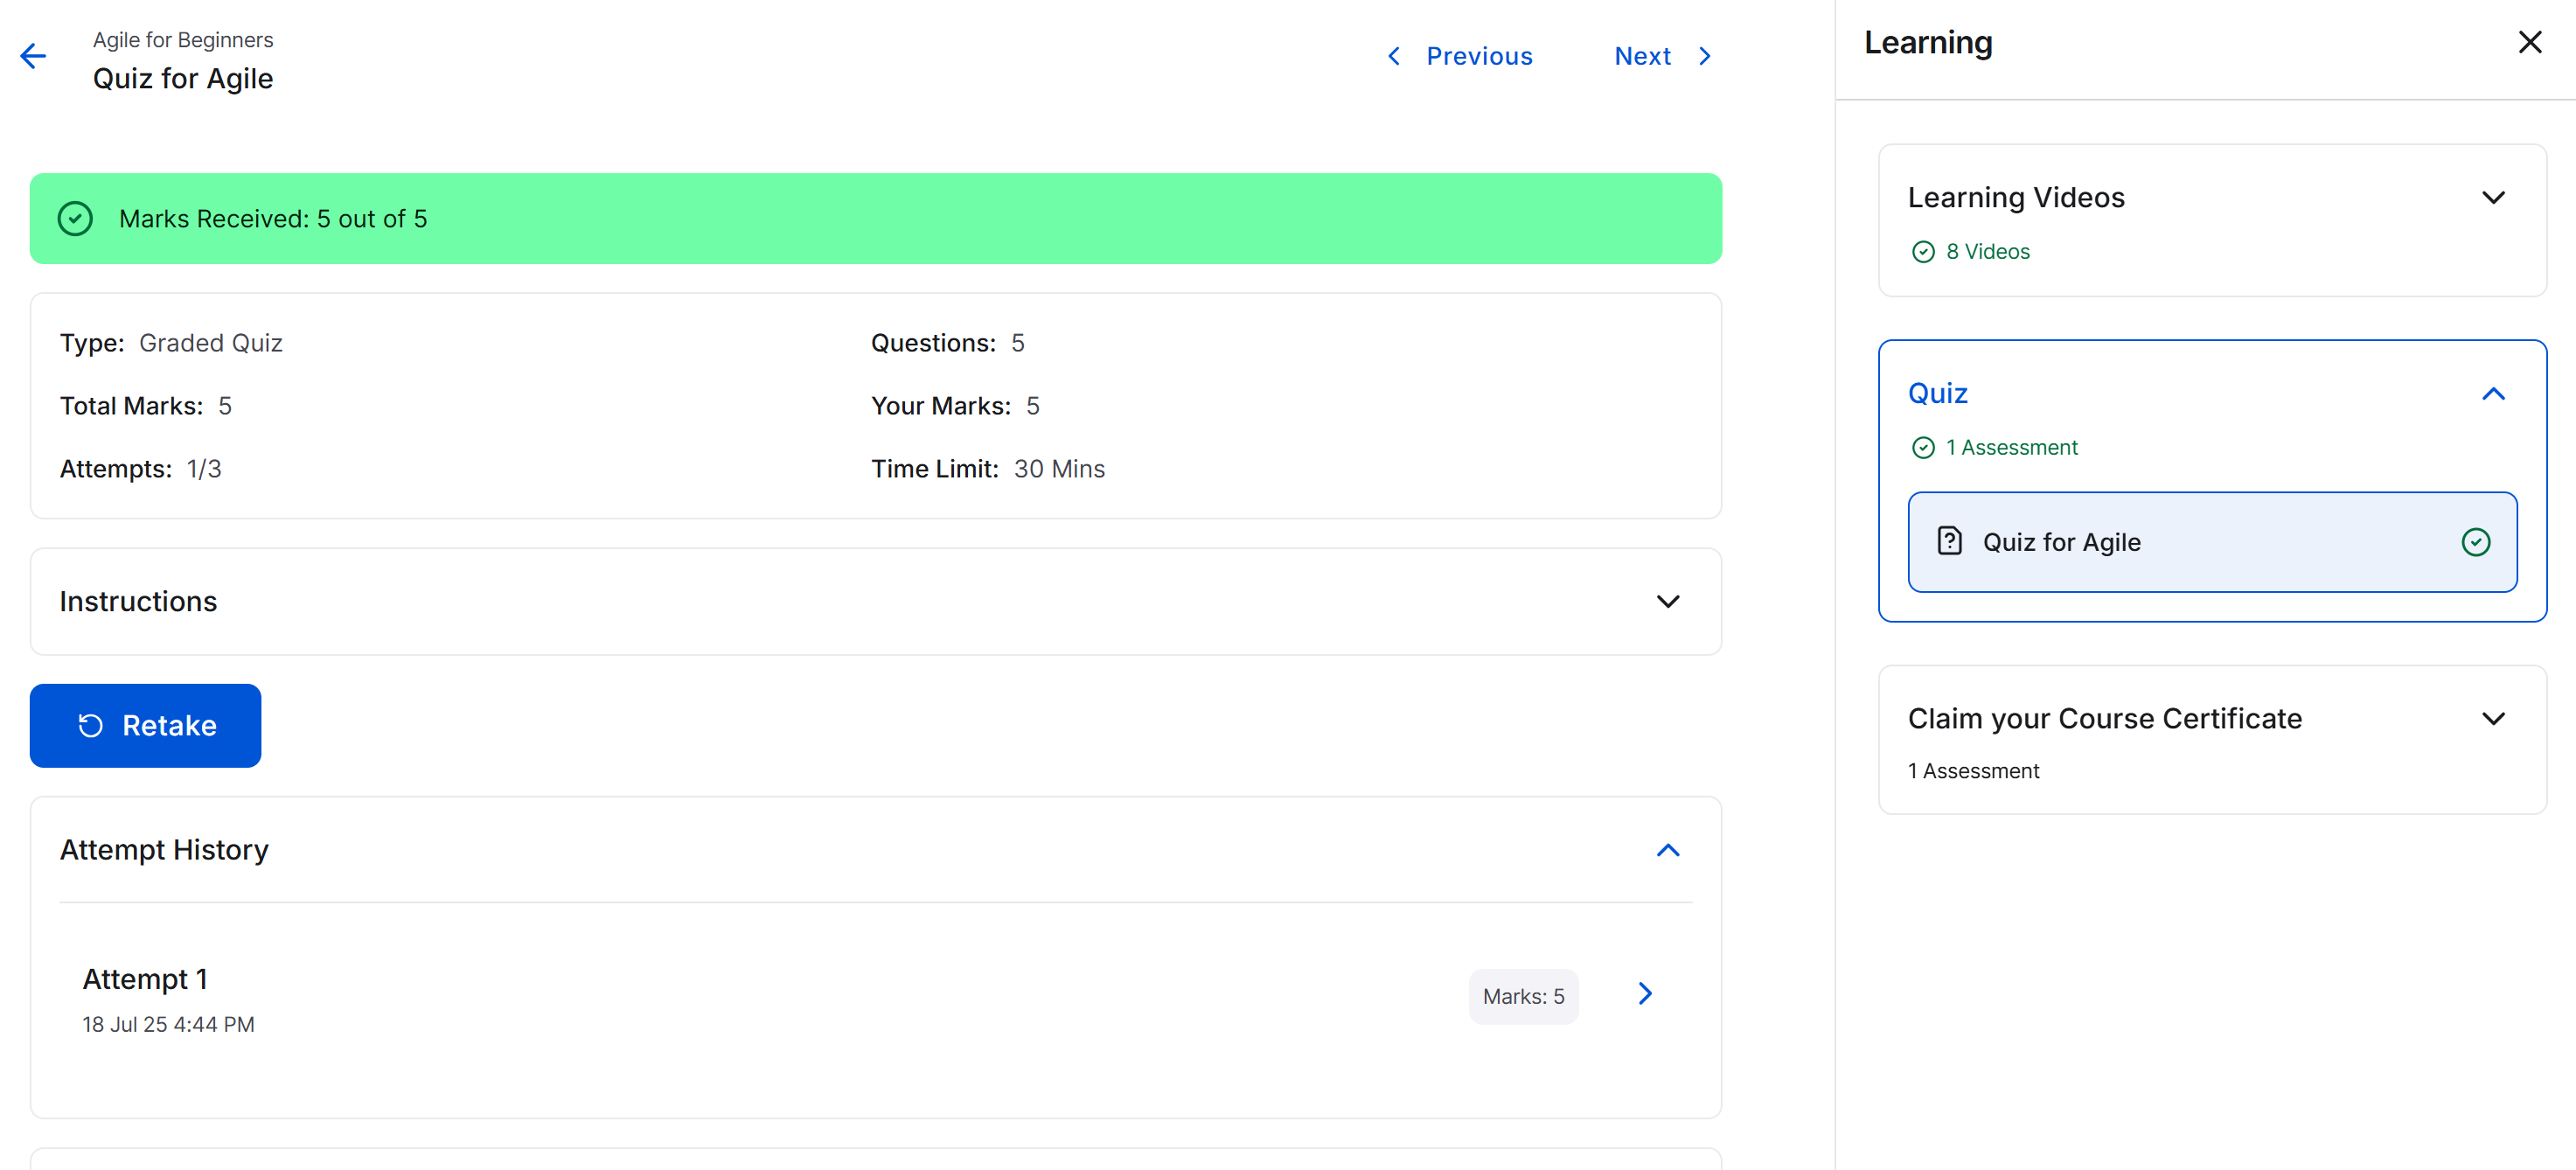 Agile for Beginners
Quiz for Agile
Previous
Next
Marks Received: 5 out of 5
Type: Graded Quiz
Questions: 5
Total Marks: 5
Your Marks: 5
Attempts: 1/3
Time Limit: 30 Mins
Instructions
Retake
Attempt History
Attempt 1
18 Jul 25 4:44 PM
Marks: 5
Learning
Learning Videos
8 Videos
Quiz
1 Assessment
Quiz for Agile
Claim your Course Certificate
1 Assessment